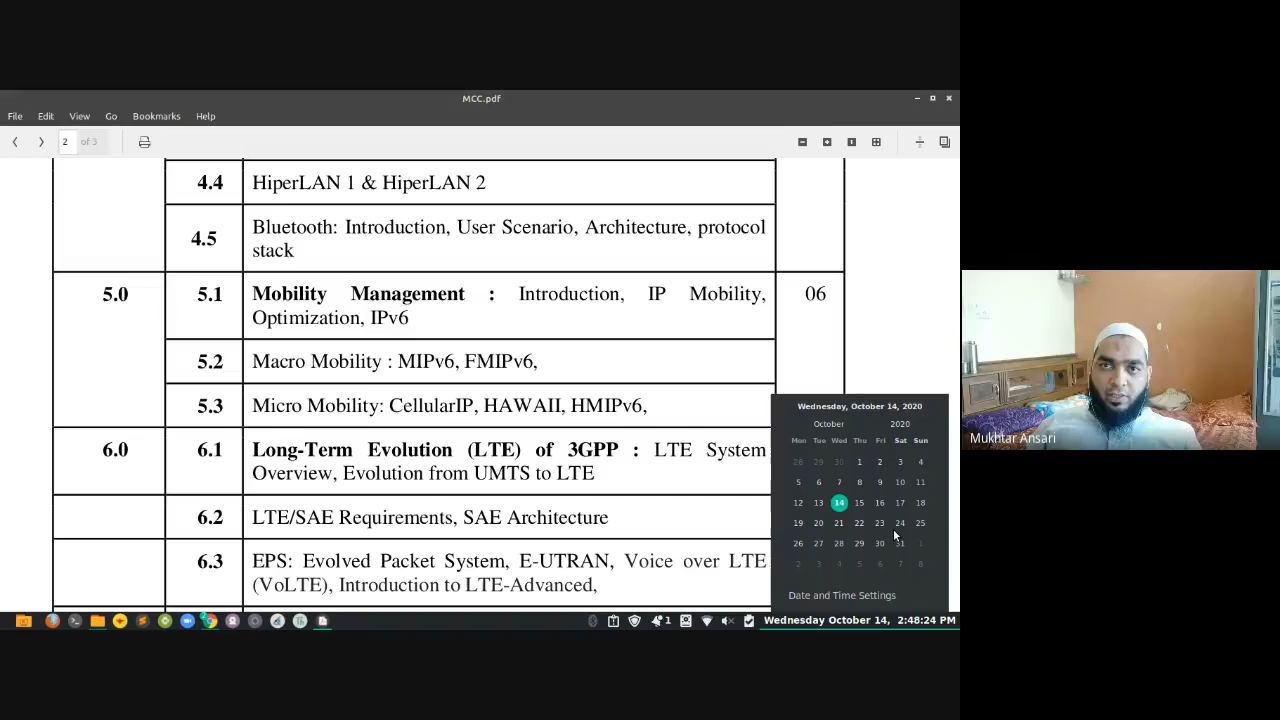 MCC.pdf
File Edit View Go Bookmarks Help
2 of 3
4.4 HiperLAN 1 & HiperLAN 2
4.5 Bluetooth: Introduction, User Scenario, Architecture, protocol
stack
5.0 5.1 Mobility Management : Introduction, IP Mobility, 06
Optimization, IPv6
5.2 Macro Mobility : MIPv6, FMIPv6,
5.3 Micro Mobility: CellularIP, HAWAII, HMIPv6,
6.0 6.1 Long-Term Evolution (LTE) of 3GPP : LTE System
Overview, Evolution from UMTS to LTE
6.2 LTE/SAE Requirements, SAE Architecture
6.3 EPS: Evolved Packet System, E-UTRAN, Voice over LTE
(VoLTE), Introduction to LTE-Advanced,
Wednesday, October 14, 2020
October 2020
Mon Tue Wed Thu Fri Sat Sun
28 29 30 1 2 3 4
5 6 7 8 9 10 11
12 13 14 15 16 17 18
19 20 21 22 23 24 25
26 27 28 29 30 31 1
2 3 4 5 6 7 8
Date and Time Settings
1 Wednesday October 14, 2:48:24 PM
Mukhtar Ansari